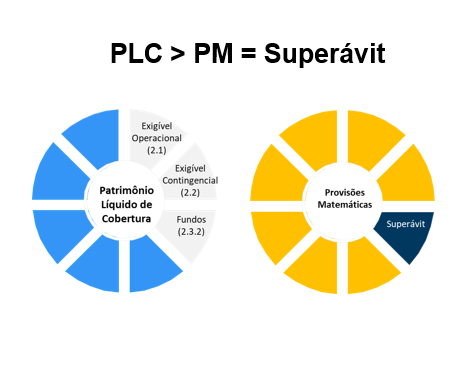 PLC > PM = Superávit
Exigível
Operacional
(2.1)
Exigível
Contingencial
(2.2)
Fundos
(2.3.2)
Patrimônio
Líquido de
Cobertura
Provisões
Matemáticas
Superávit